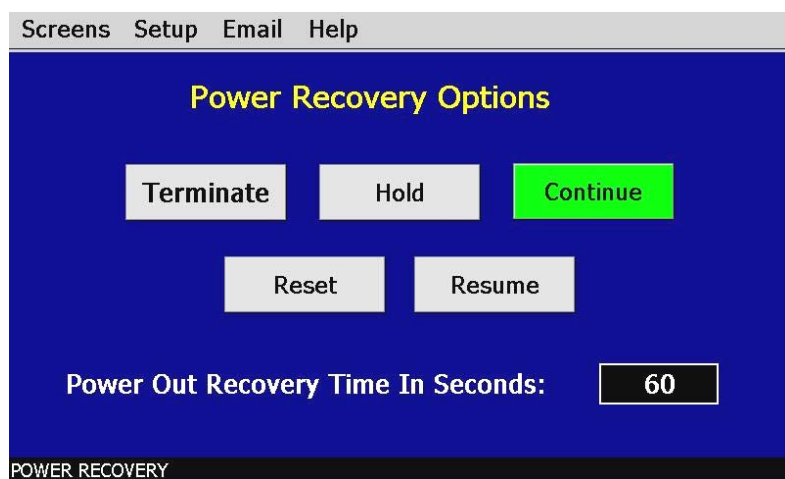 Screens Setup Email Help
Power Recovery Options
Terminate Hold Continue
Reset Resume
Power Out Recovery Time In Seconds: 60
POWER RECOVERY